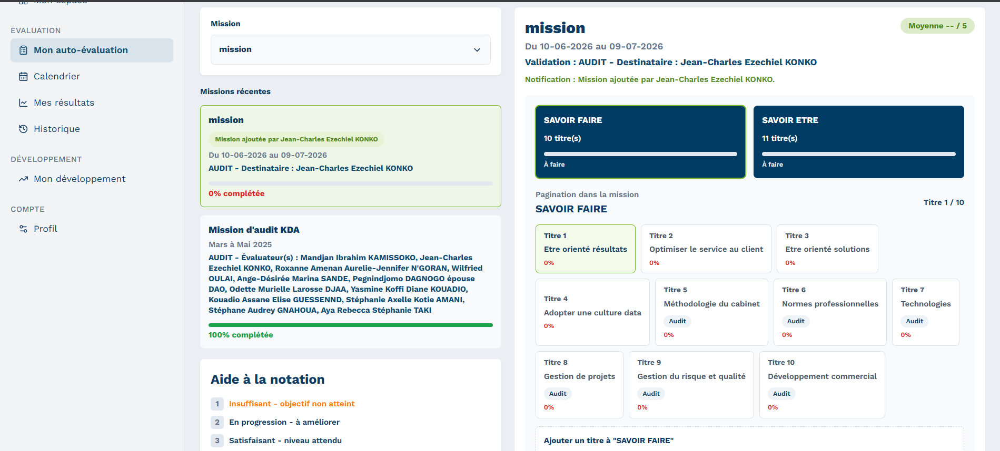 Mon espace
EVALUATION
Mon auto-évaluation
Calendrier
Mes résultats
Historique
DÉVELOPPEMENT
Mon développement
COMPTE
Profil
Mission
mission
Missions récentes
mission
Mission ajoutée par Jean-Charles Ezechiel KONKO
Du 10-06-2026 au 09-07-2026
AUDIT - Destinataire : Jean-Charles Ezechiel KONKO
0% complétée
Mission d'audit KDA
Mars à Mai 2025
AUDIT - Évaluateur(s) : Mandjan Ibrahim KAMISSOKO, Jean-Charles
Ezechiel KONKO, Roxanne Amenan Aurelie-Jennifer N'GORAN, Wilfried
OULAI, Ange-Désirée Marina SANDE, Pegnindjomo DAGNOGO épouse
DAO, Odette Murielle Larosse DJAA, Yasmine Koffi Diane KOUADIO,
Kouadio Assane Elise GUESSENND, Stéphanie Axelle Kotie AMANI,
Stéphane Audrey GNAHOUA, Aya Rebecca Stéphanie TAKI
100% complétée
Aide à la notation
1 Insuffisant - objectif non atteint
2 En progression - à améliorer
3 Satisfaisant - niveau attendu
mission
Moyenne -- / 5
Du 10-06-2026 au 09-07-2026
Validation : AUDIT - Destinataire : Jean-Charles Ezechiel KONKO
Notification : Mission ajoutée par Jean-Charles Ezechiel KONKO.
SAVOIR FAIRE
10 titre(s)
À faire
SAVOIR ETRE
11 titre(s)
À faire
Pagination dans la mission
SAVOIR FAIRE
Titre 1 / 10
Titre 1
Etre orienté résultats
0%
Titre 2
Optimiser le service au client
0%
Titre 3
Etre orienté solutions
0%
Titre 4
Adopter une culture data
0%
Titre 5
Méthodologie du cabinet
Audit
0%
Titre 6
Normes professionnelles
Audit
0%
Titre 7
Technologies
Audit
0%
Titre 8
Gestion de projets
Audit
0%
Titre 9
Gestion du risque et qualité
Audit
0%
Titre 10
Développement commercial
Audit
0%
Ajouter un titre à "SAVOIR FAIRE"